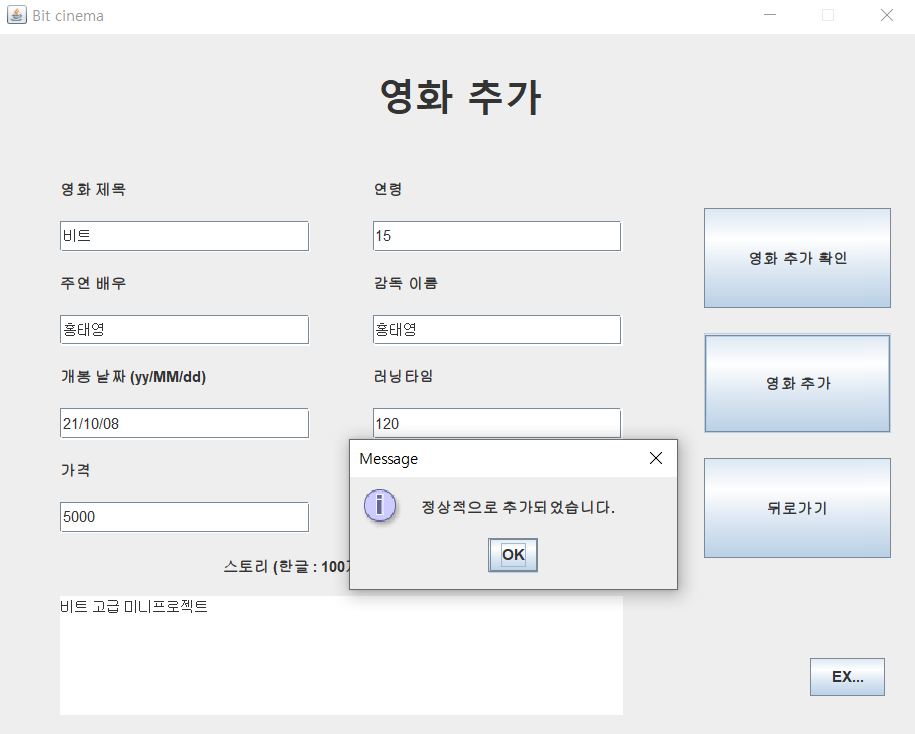 Bit cinema
영화 추가
영화 제목
연령
비트
15
주연 배우
감독 이름
홍태영
홍태영
개봉 날짜 (yy/MM/dd)
러닝타임
21/10/08
120
가격
5000
스토리 (한글 : 100
비트 고급 미니프로젝트
영화 추가 확인
영화 추가
뒤로가기
EX...
Message
정상적으로 추가되었습니다.
OK